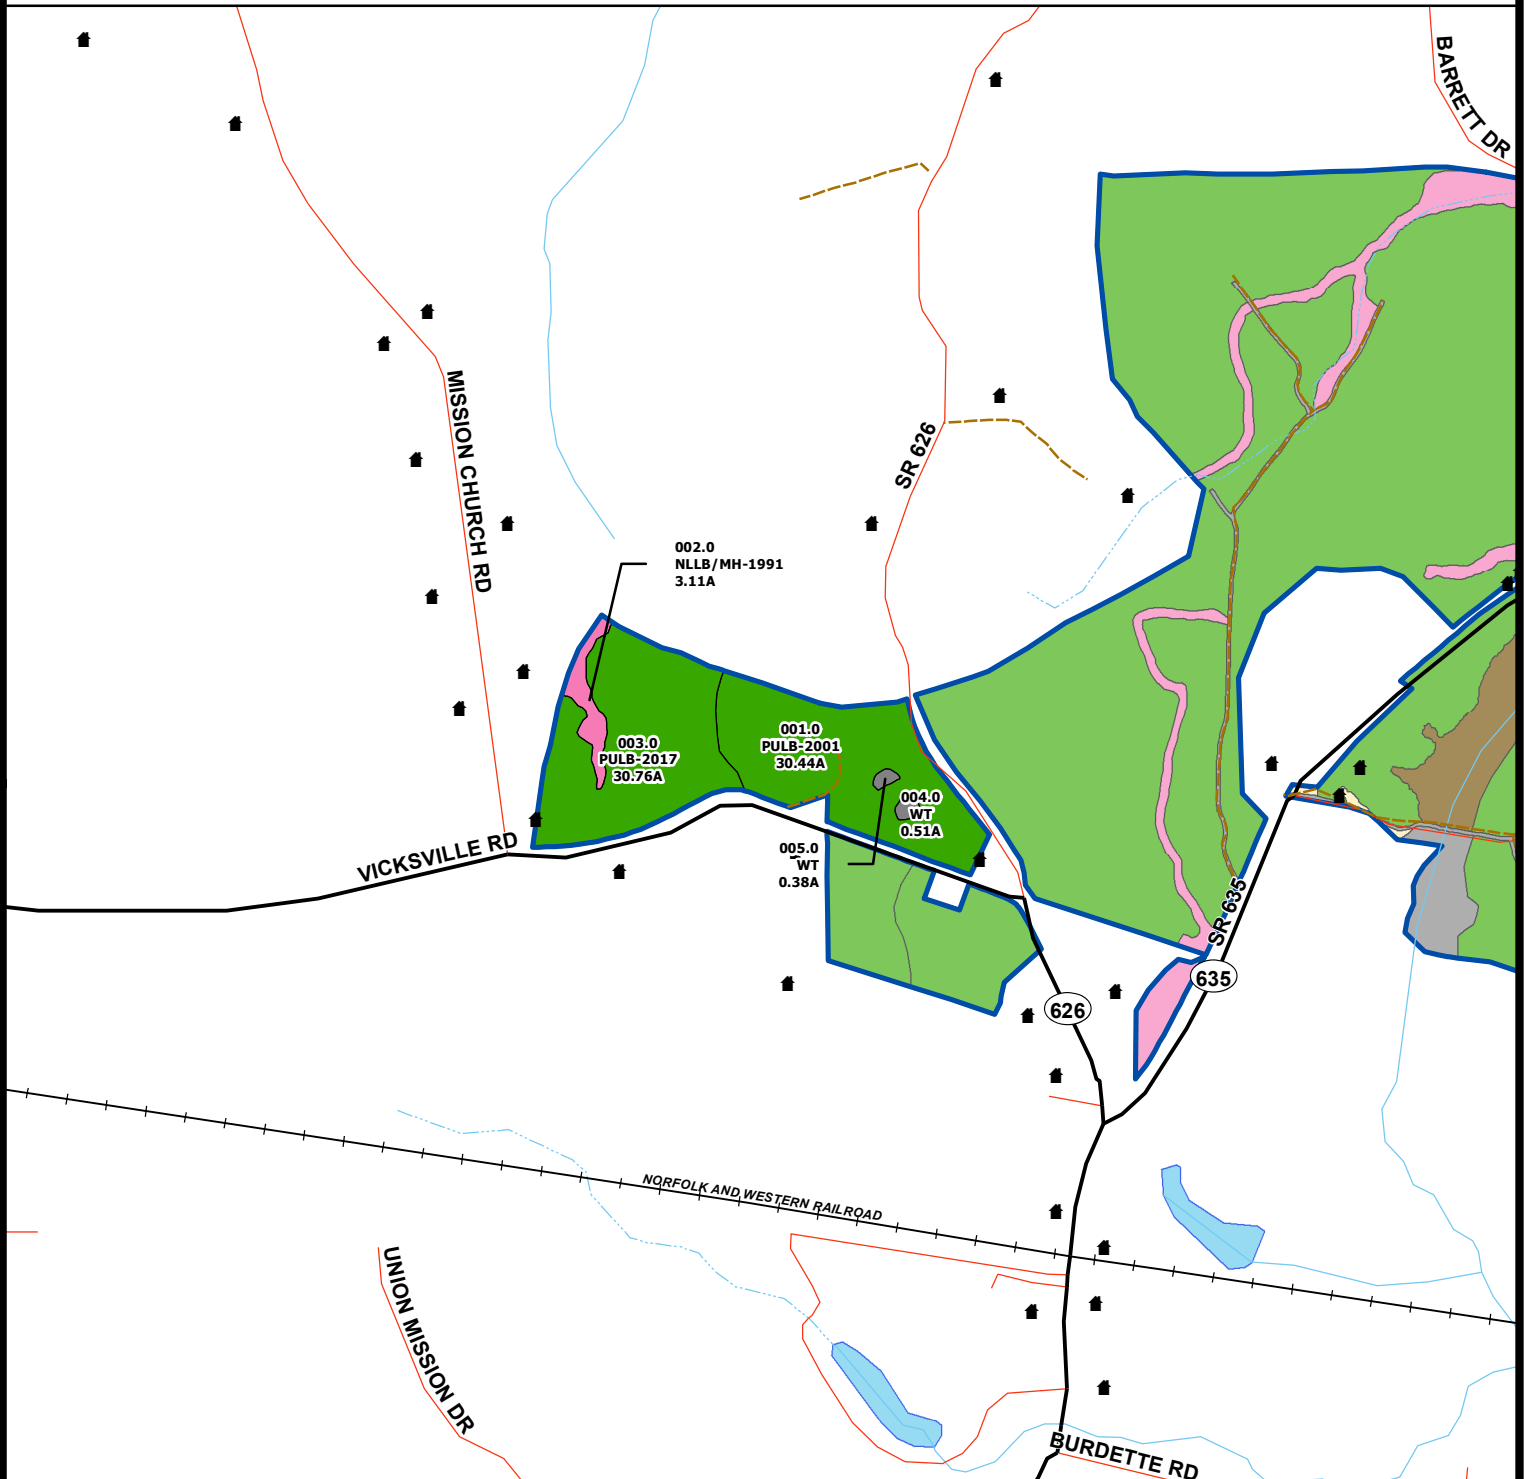 BARRETT DR
MISSION CHURCH RD
SR 626
002.0
NLLB/MH-1991
3.11A
001.0
PULB-2001
30.44A
003.0
PULB-2017
30.76A
004.0
WT
0.51A
005.0
WT
0.38A
VICKSVILLE RD
SR 635
635
626
NORFOLK AND WESTERN RAILROAD
UNION MISSION DR
BURDETTE RD